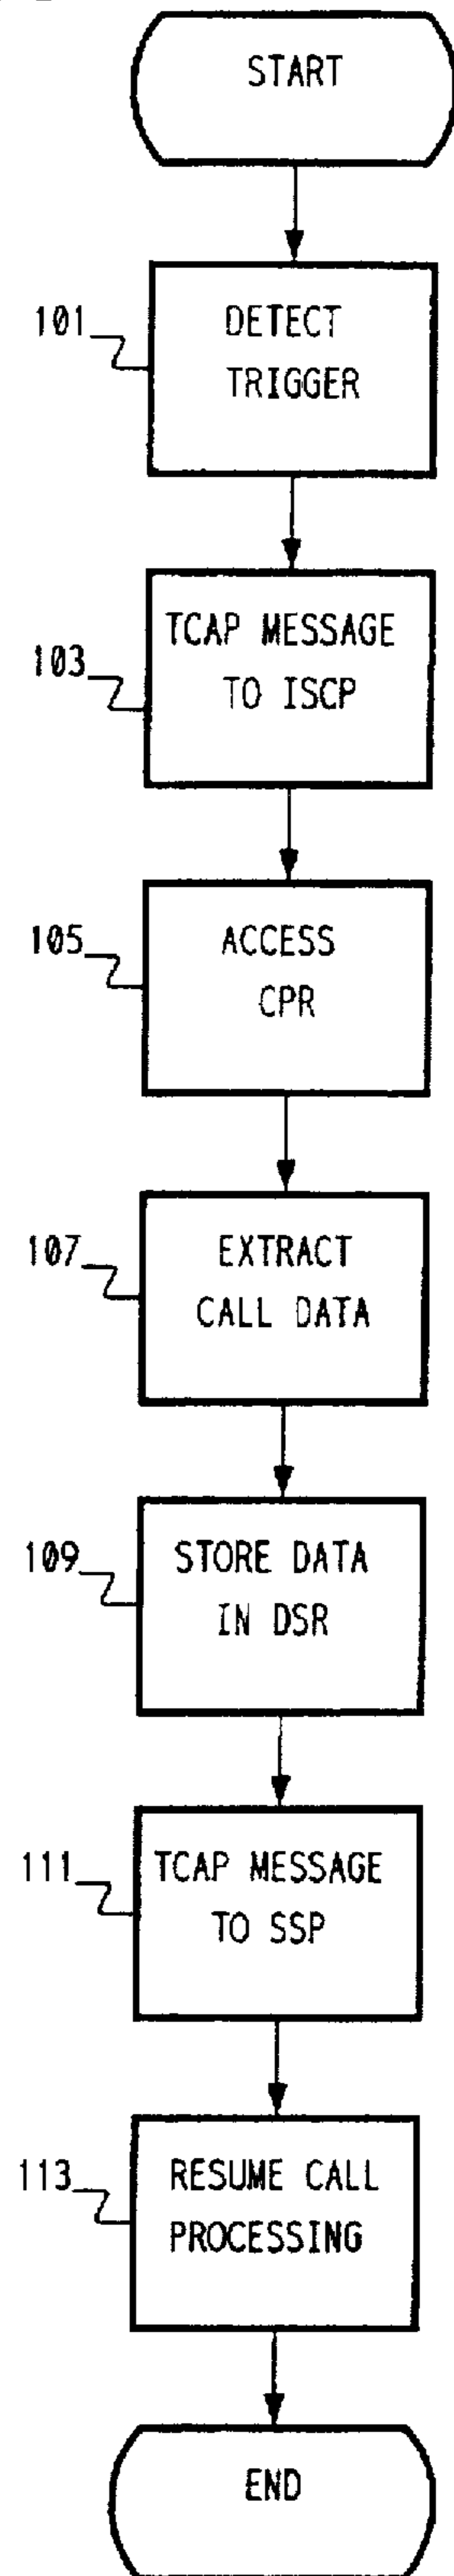 START
101
DETECT
TRIGGER
103
TCAP MESSAGE
TO ISCP
105
ACCESS
CPR
107
EXTRACT
CALL DATA
109
STORE DATA
IN DSR
111
TCAP MESSAGE
TO SSP
113
RESUME CALL
PROCESSING
END